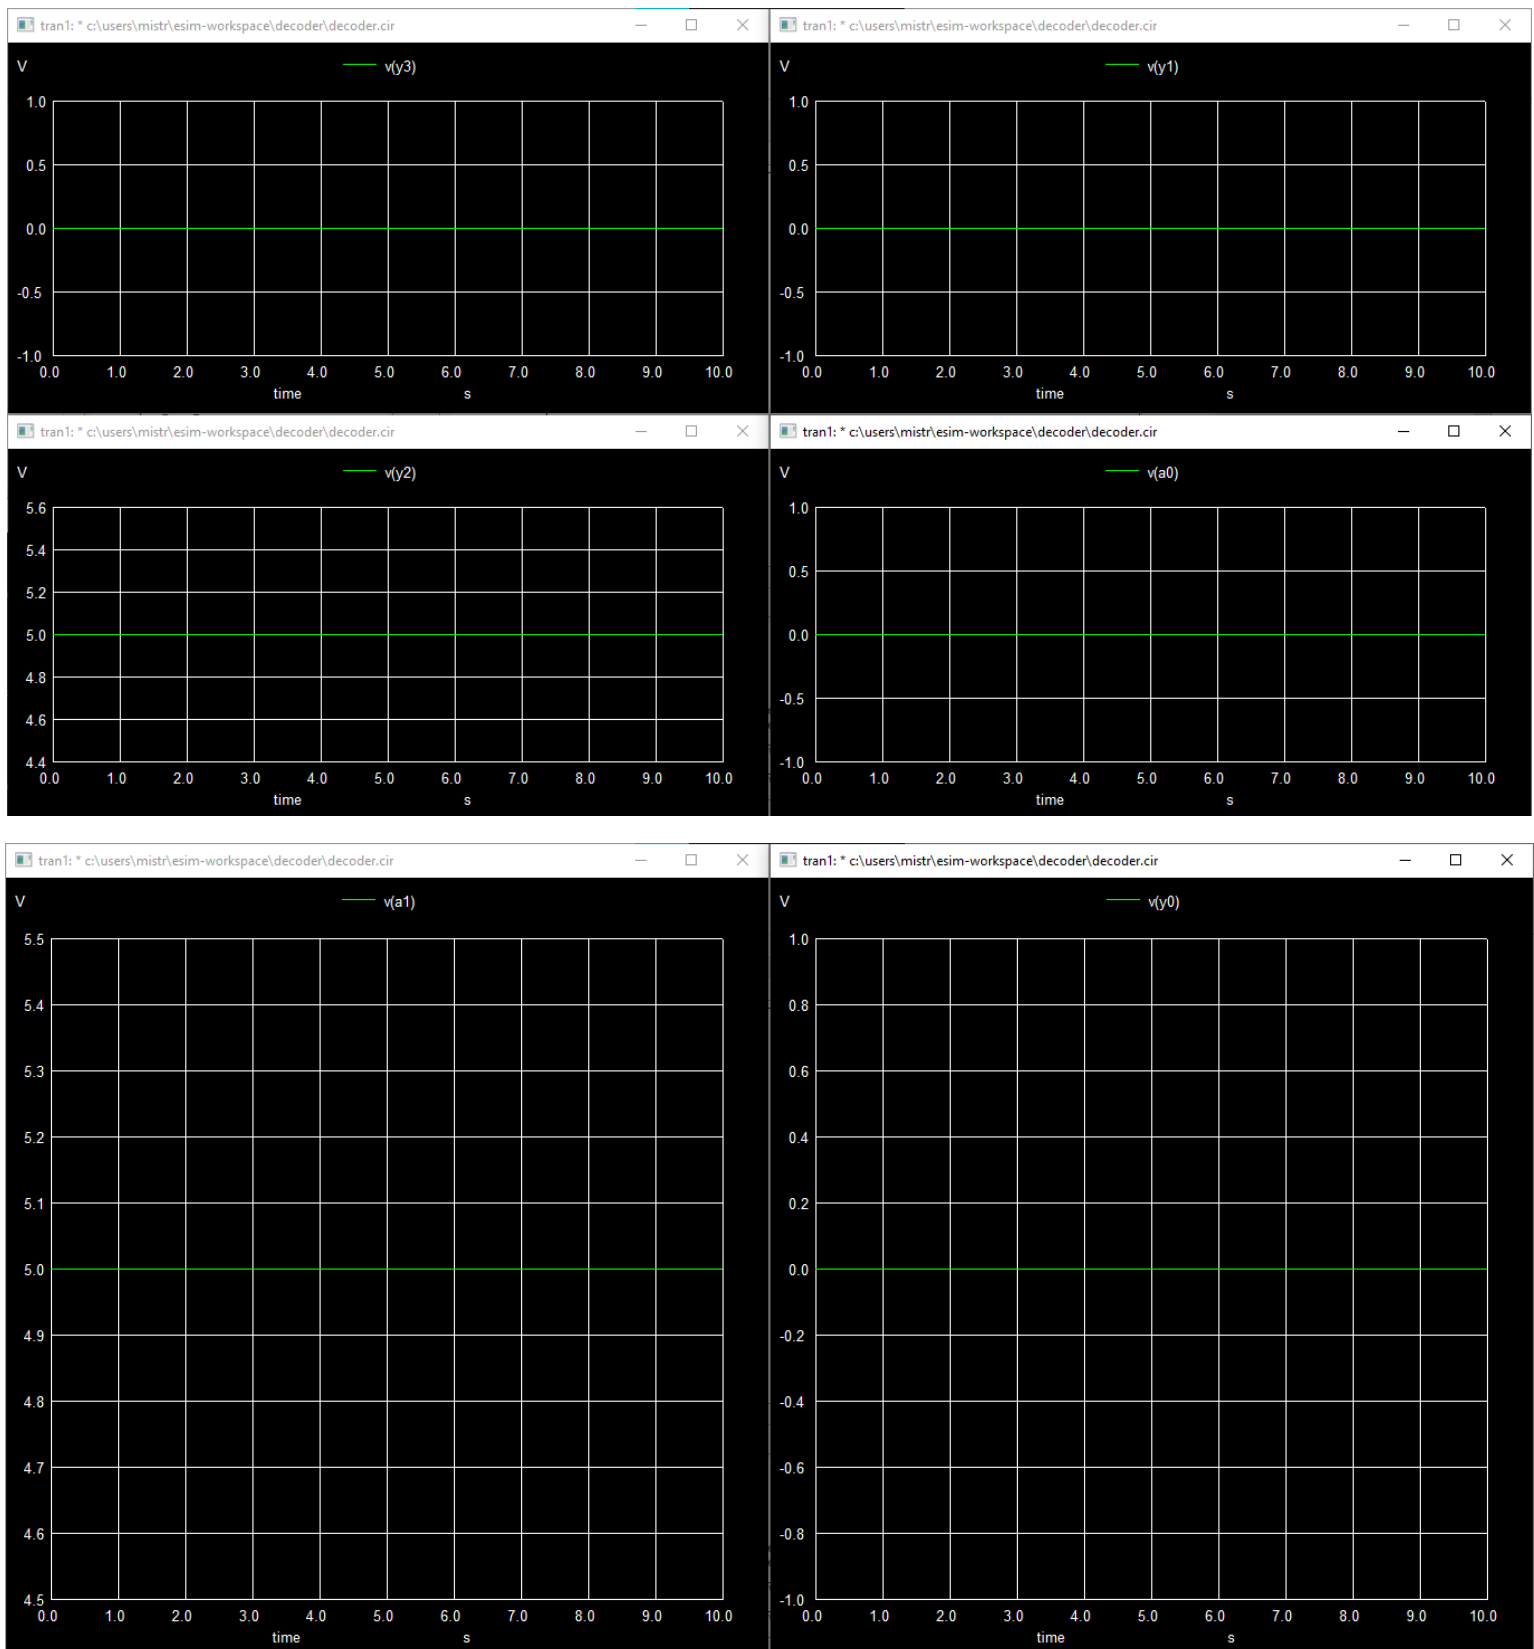 tran1: * c:\users\mistr\esim-workspace\decoder\decoder.cir
V
v(y3)
1.0
0.5
0.0
-0.5
-1.0
0.0 1.0 2.0 3.0 4.0 5.0 6.0 7.0 8.0 9.0 10.0
time s
tran1: * c:\users\mistr\esim-workspace\decoder\decoder.cir
V
v(y1)
1.0
0.5
0.0
-0.5
-1.0
0.0 1.0 2.0 3.0 4.0 5.0 6.0 7.0 8.0 9.0 10.0
time s
tran1: * c:\users\mistr\esim-workspace\decoder\decoder.cir
V
v(y2)
5.6
5.4
5.2
5.0
4.8
4.6
4.4
0.0 1.0 2.0 3.0 4.0 5.0 6.0 7.0 8.0 9.0 10.0
time s
tran1: * c:\users\mistr\esim-workspace\decoder\decoder.cir
V
v(a0)
1.0
0.5
0.0
-0.5
-1.0
0.0 1.0 2.0 3.0 4.0 5.0 6.0 7.0 8.0 9.0 10.0
time s
tran1: * c:\users\mistr\esim-workspace\decoder\decoder.cir
V
v(a1)
5.5
5.4
5.3
5.2
5.1
5.0
4.9
4.8
4.7
4.6
4.5
0.0 1.0 2.0 3.0 4.0 5.0 6.0 7.0 8.0 9.0 10.0
time s
tran1: * c:\users\mistr\esim-workspace\decoder\decoder.cir
V
v(y0)
1.0
0.8
0.6
0.4
0.2
0.0
-0.2
-0.4
-0.6
-0.8
-1.0
0.0 1.0 2.0 3.0 4.0 5.0 6.0 7.0 8.0 9.0 10.0
time s